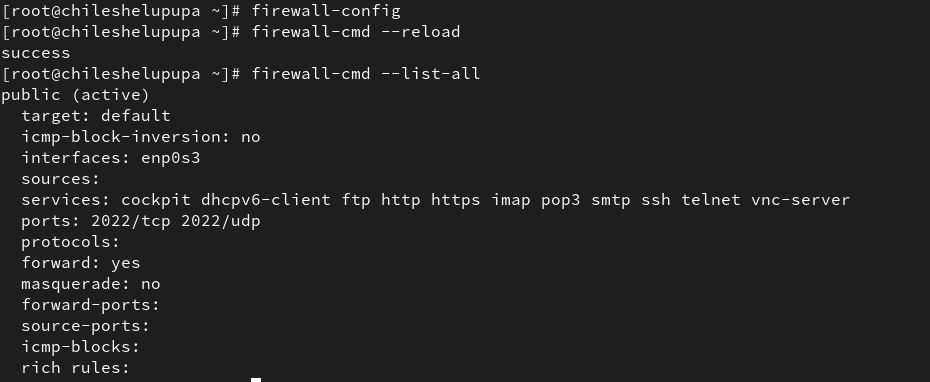 [root@chileshelupupa ~]# firewall-config
[root@chileshelupupa ~]# firewall-cmd --reload
success
[root@chileshelupupa ~]# firewall-cmd --list-all
public (active)
  target: default
  icmp-block-inversion: no
  interfaces: enp0s3
  sources:
  services: cockpit dhcpv6-client ftp http https imap pop3 smtp ssh telnet vnc-server
  ports: 2022/tcp 2022/udp
  protocols:
  forward: yes
  masquerade: no
  forward-ports:
  source-ports:
  icmp-blocks:
  rich rules: